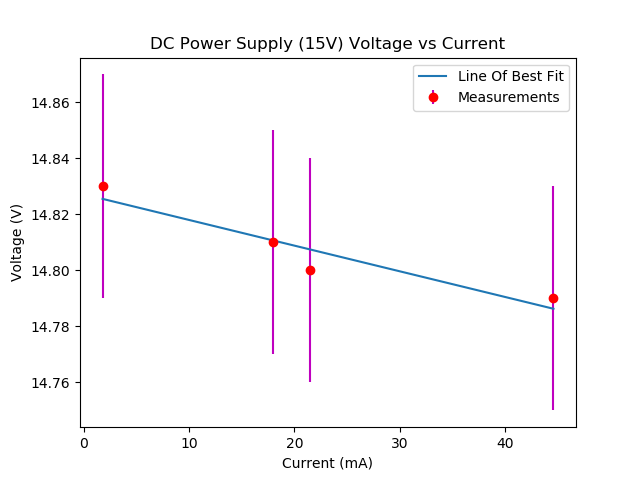 DC Power Supply (15V) Voltage vs Current
Line Of Best Fit
Measurements
14.86
14.84
14.82
14.80
14.78
14.76
Voltage (V)
0
10
20
30
40
Current (mA)